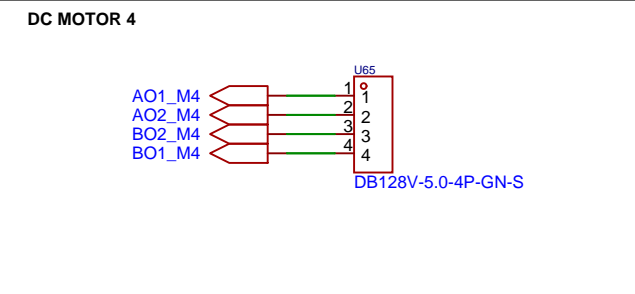 DC MOTOR 4
U65
AO1_M4 1 1
AO2_M4 2 2
BO2_M4 3 3
BO1_M4 4 4
DB128V-5.0-4P-GN-S